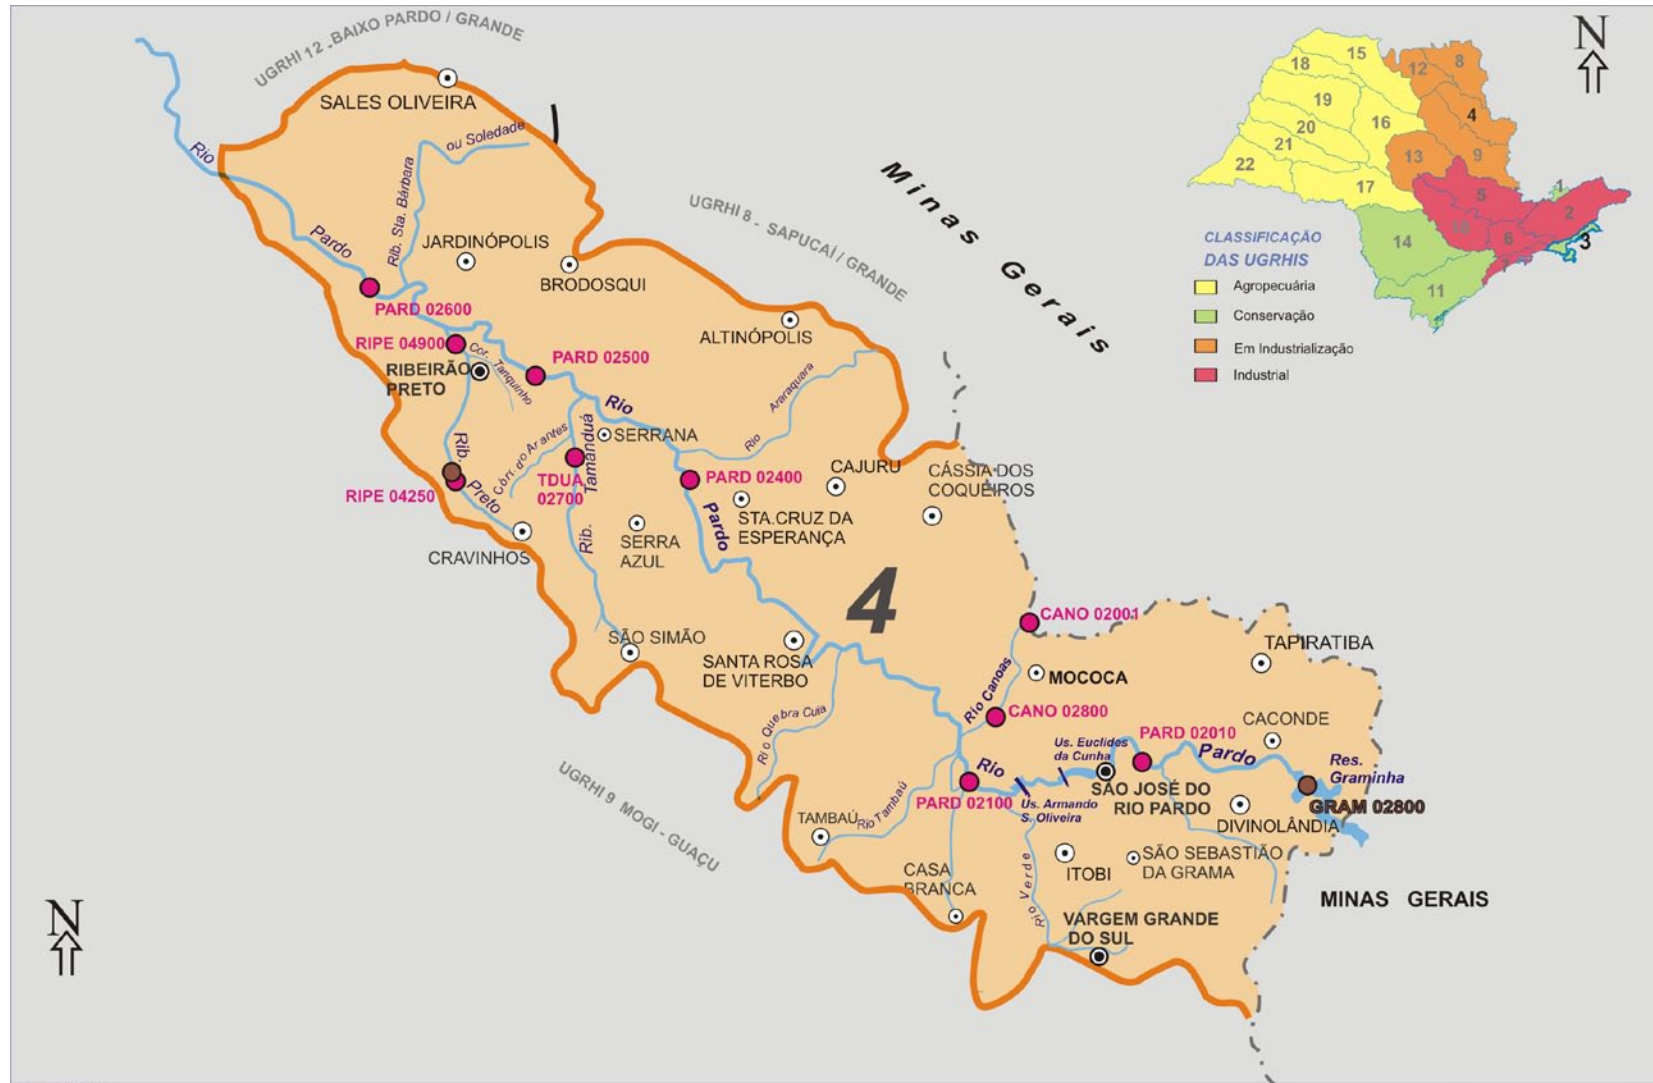 UGRHI 12 - BAIXO PARDO / GRANDE
N
15
8
18
12
19
4
16
20
21
13
9
22
17
5
1
2
10
6
3
14
7
11
CLASSIFICAÇÃO
DAS UGRHIS
Agropecuária
Conservação
Em Industrialização
Industrial
SALES OLIVEIRA
ou Soledade
Rib. Sta. Bárbara
Rio
Pardo
Minas Gerais
UGRHI 8 - SAPUCAÍ / GRANDE
JARDINÓPOLIS
BRODOSQUI
PARD 02600
RIPE 04900
ALTINÓPOLIS
RIBEIRÃO
PRETO
Cor. Tanquinho
PARD 02500
Rio
Rio Araraquara
SERRANA
Córr. do Arantes
Rib. Tamanduá
TDUA
02700
Rib. Preto
RIPE 04250
PARD 02400
CAJURU
CÁSSIA DOS
COQUEIROS
STA.CRUZ DA
ESPERANÇA
Pardo
SERRA
AZUL
CRAVINHOS
4
CANO 02001
SÃO SIMÃO
SANTA ROSA
DE VITERBO
TAPIRATIBA
MOCOCA
Rio Canoas
CANO 02800
Rio Quebra Cuia
CACONDE
PARD 02010
Pardo
Us. Euclides
da Cunha
Res.
Graminha
Rio
PARD 02100
SÃO JOSÉ DO
RIO PARDO
Us. Armando
S. Oliveira
GRAM 02800
DIVINOLÂNDIA
UGRHI 9 MOGI - GUAÇU
TAMBAÚ
Rio Tambaú
SÃO SEBASTIÃO
DA GRAMA
ITOBI
CASA
BRANCA
Rio Verde
MINAS GERAIS
VARGEM GRANDE
DO SUL
N